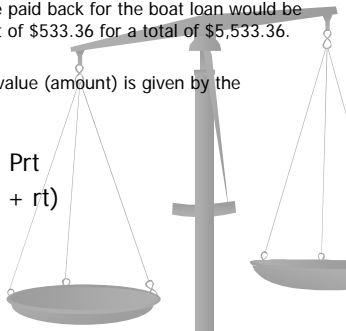 e paid back for the boat loan would be
t of $533.36 for a total of $5,533.36.
value (amount) is given by the
Prt
+ rt)